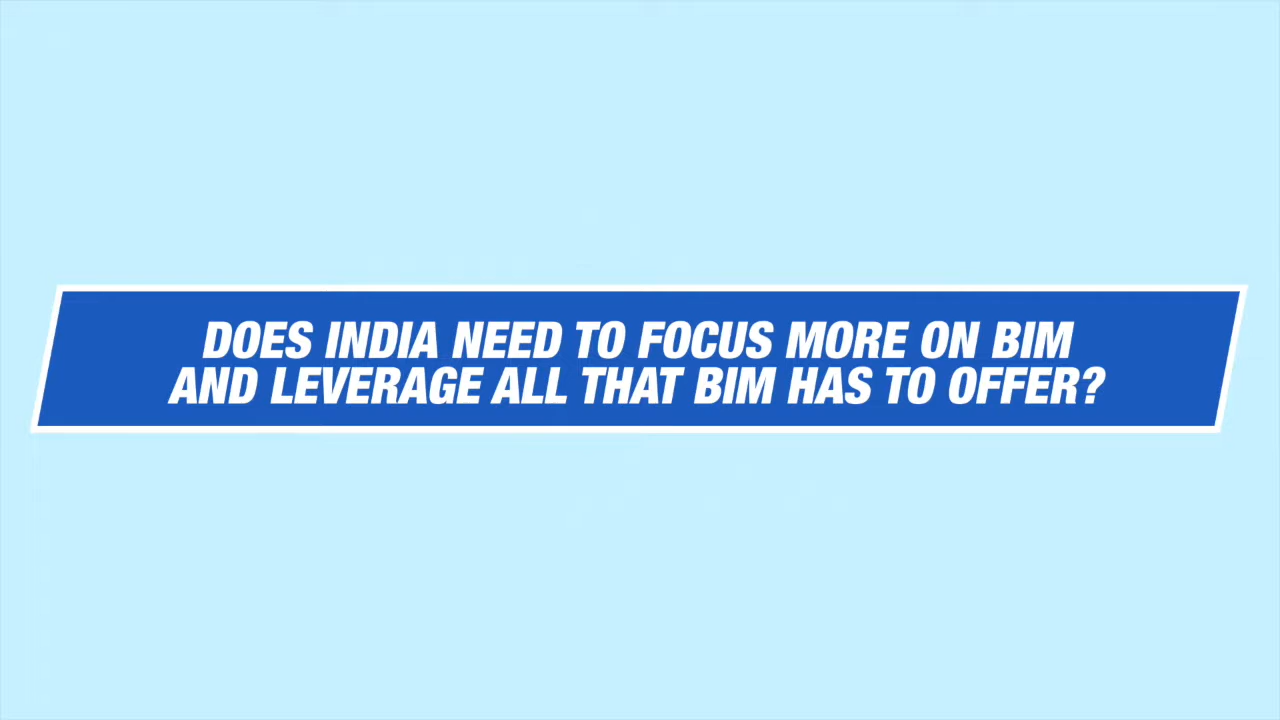 DOES INDIA NEED TO FOCUS MORE ON BIM
AND LEVERAGE ALL THAT BIM HAS TO OFFER?